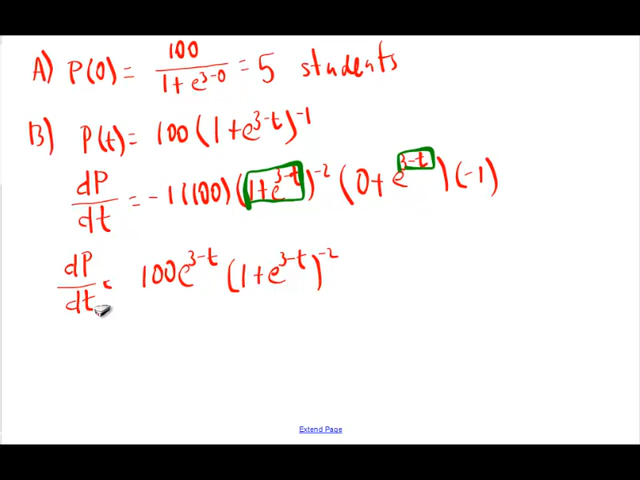 A) P(0) = 100 / (1 + e^{3-0}) = 5 students
B) P(t) = 100 (1 + e^{3-t})^{-1}
dP/dt = -1(100) (1 + e^{3-t})^{-2} (0 + e^{3-t}) (-1)
dP/dt = 100e^{3-t} (1 + e^{3-t})^{-2}
Extend Page